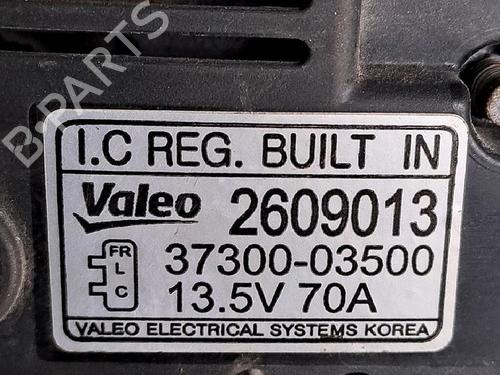 B-PARTS
I.C REG. BUILT IN
Valeo 2609013
FR
L
C
37300-03500
13.5V 70A
VALEO ELECTRICAL SYSTEMS KOREA